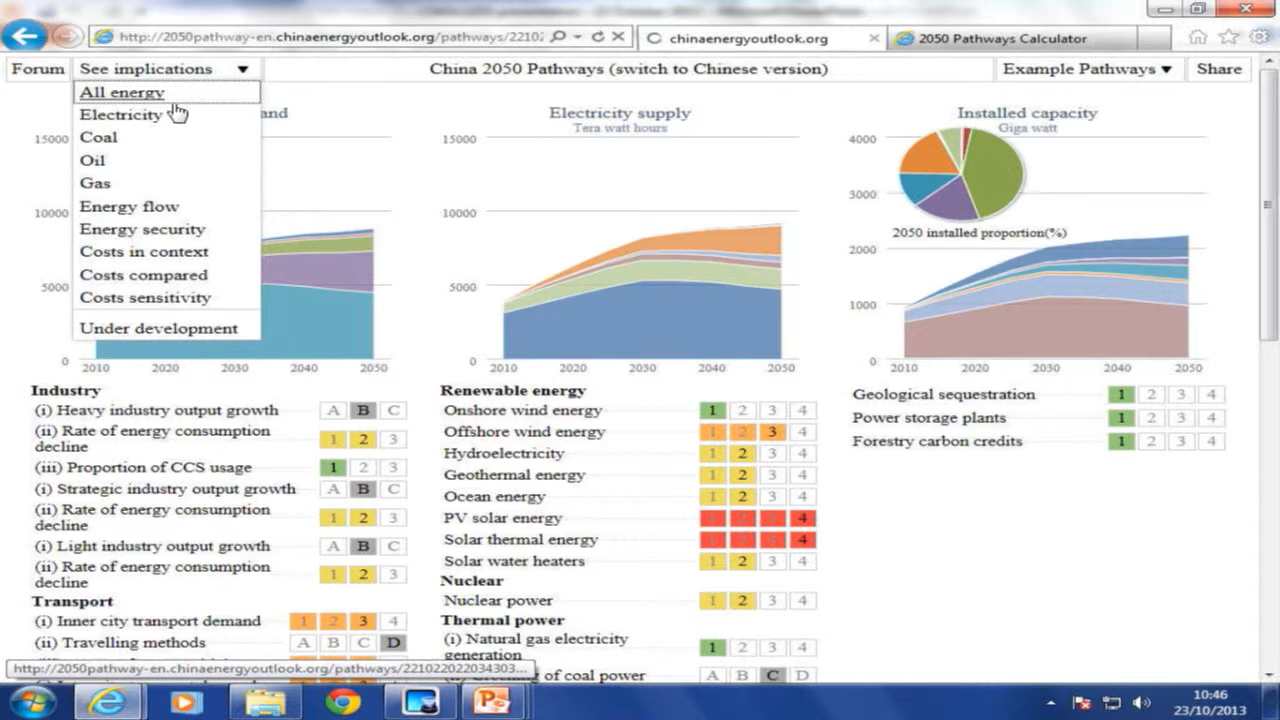 http://2050pathway-en.chinaenergyoutlook.org/pathways/2210:
chinaenergyoutlook.org
2050 Pathways Calculator
Forum
See implications ▼
China 2050 Pathways (switch to Chinese version)
Example Pathways ▼
Share
All energy
Electricity
Coal
Oil
Gas
Energy flow
Energy security
Costs in context
Costs compared
Costs sensitivity
Under development
and
15000
10000
5000
0
2010 2020 2030 2040 2050
Electricity supply
Tera watt hours
15000
10000
5000
0
2010 2020 2030 2040 2050
Installed capacity
Giga watt
4000
3000
2050 installed proportion(%)
2000
1000
0
2010 2020 2030 2040 2050
Industry
(i) Heavy industry output growth A B C
(ii) Rate of energy consumption
decline 1 2 3
(iii) Proportion of CCS usage 1 2 3
(i) Strategic industry output growth A B C
(ii) Rate of energy consumption
decline 1 2 3
(i) Light industry output growth A B C
(ii) Rate of energy consumption
decline 1 2 3
Transport
(i) Inner city transport demand 1 2 3 4
(ii) Travelling methods A B C D
Renewable energy
Onshore wind energy 1 2 3 4
Offshore wind energy 1 2 3 4
Hydroelectricity 1 2 3 4
Geothermal energy 1 2 3 4
Ocean energy 1 2 3 4
PV solar energy 4
Solar thermal energy 4
Solar water heaters 1 2 3 4
Nuclear
Nuclear power 1 2 3 4
Thermal power
(i) Natural gas electricity
generation 1 2 3 4
of coal power A B C D
Geological sequestration 1 2 3 4
Power storage plants 1 2 3 4
Forestry carbon credits 1 2 3 4
http://2050pathway-en.chinaenergyoutlook.org/pathways/221022022034303...
10:46
23/10/2013